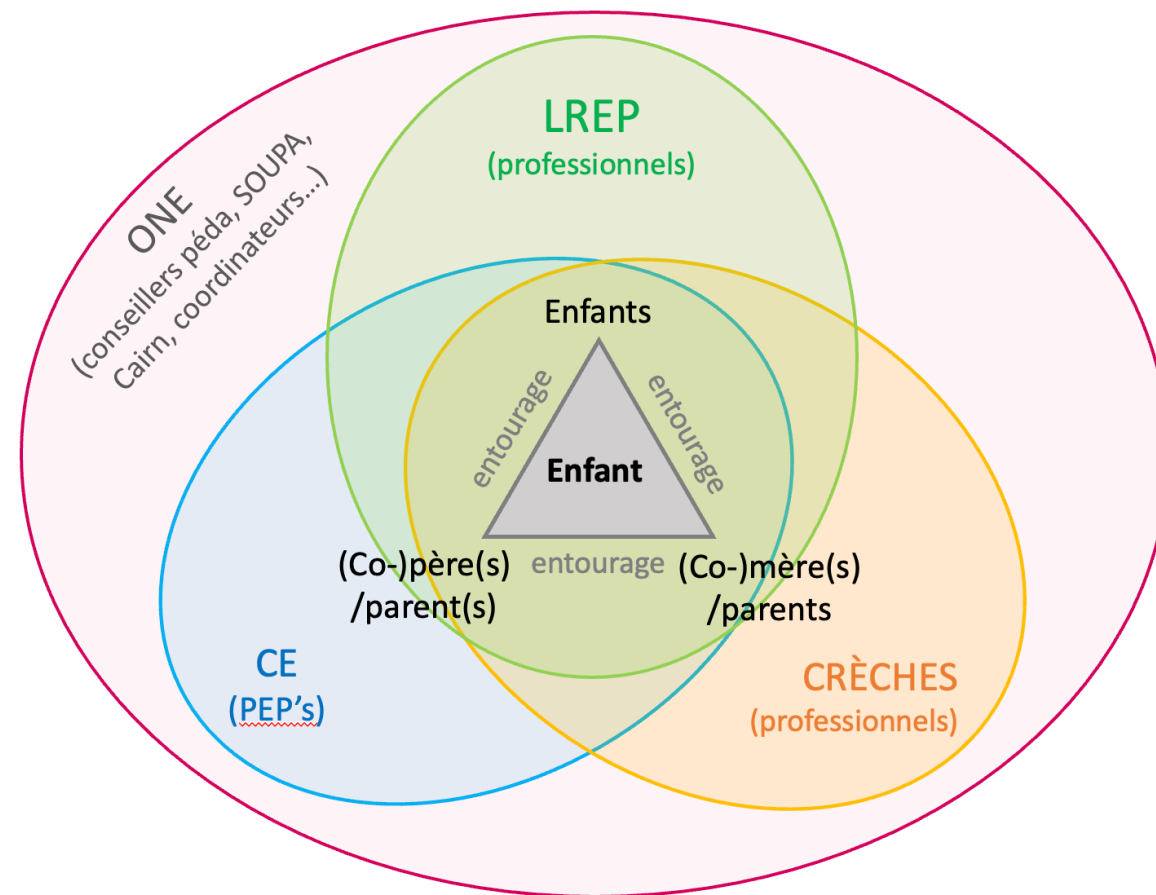 LREP
(professionnels)
ONE
(conseillers péda, SOUPA,
Cairn, coordinateurs...)
Enfants
entourage
entourage
Enfant
(Co-)père(s)
/parent(s)
entourage
(Co-)mère(s)
/parents
CE
(PEP’s)
CRÈCHES
(professionnels)